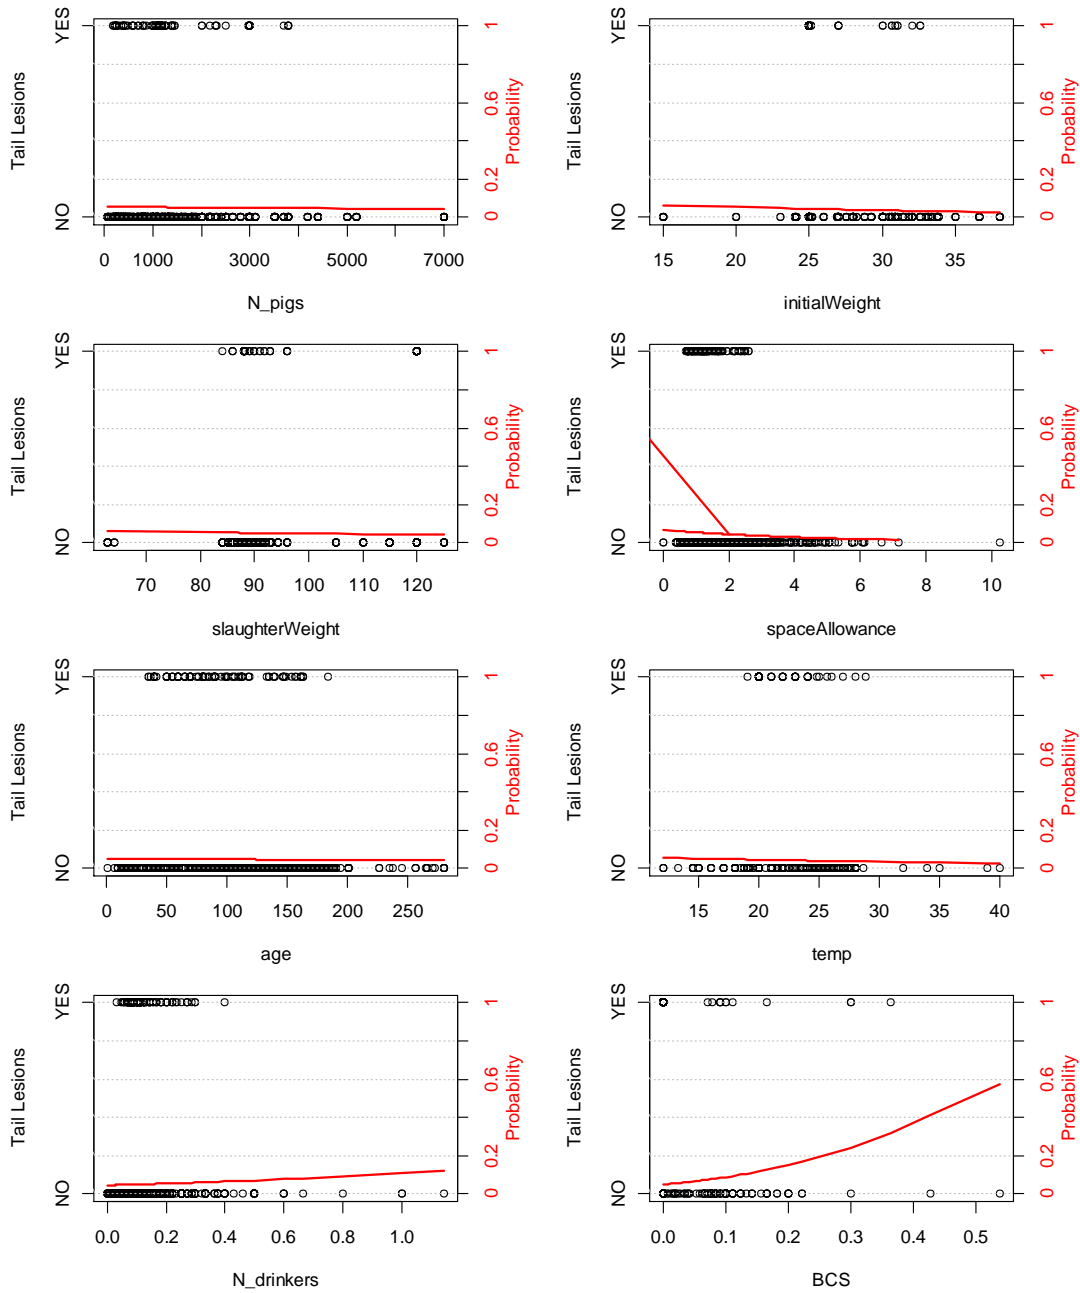 Tail Lesions
NO YES
0 0.2 0.6 1
Probability
0 1000 3000 5000 7000
N_pigs
Tail Lesions
NO YES
0 0.2 0.6 1
Probability
15 20 25 30 35
initialWeight
Tail Lesions
NO YES
0 0.2 0.6 1
Probability
70 80 90 100 110 120
slaughterWeight
Tail Lesions
NO YES
0 0.2 0.6 1
Probability
0 2 4 6 8 10
spaceAllowance
Tail Lesions
NO YES
0 0.2 0.6 1
Probability
0 50 100 150 200 250
age
Tail Lesions
NO YES
0 0.2 0.6 1
Probability
15 20 25 30 35 40
temp
Tail Lesions
NO YES
0 0.2 0.6 1
Probability
0.0 0.2 0.4 0.6 0.8 1.0
N_drinkers
Tail Lesions
NO YES
0 0.2 0.6 1
Probability
0.0 0.1 0.2 0.3 0.4 0.5
BCS